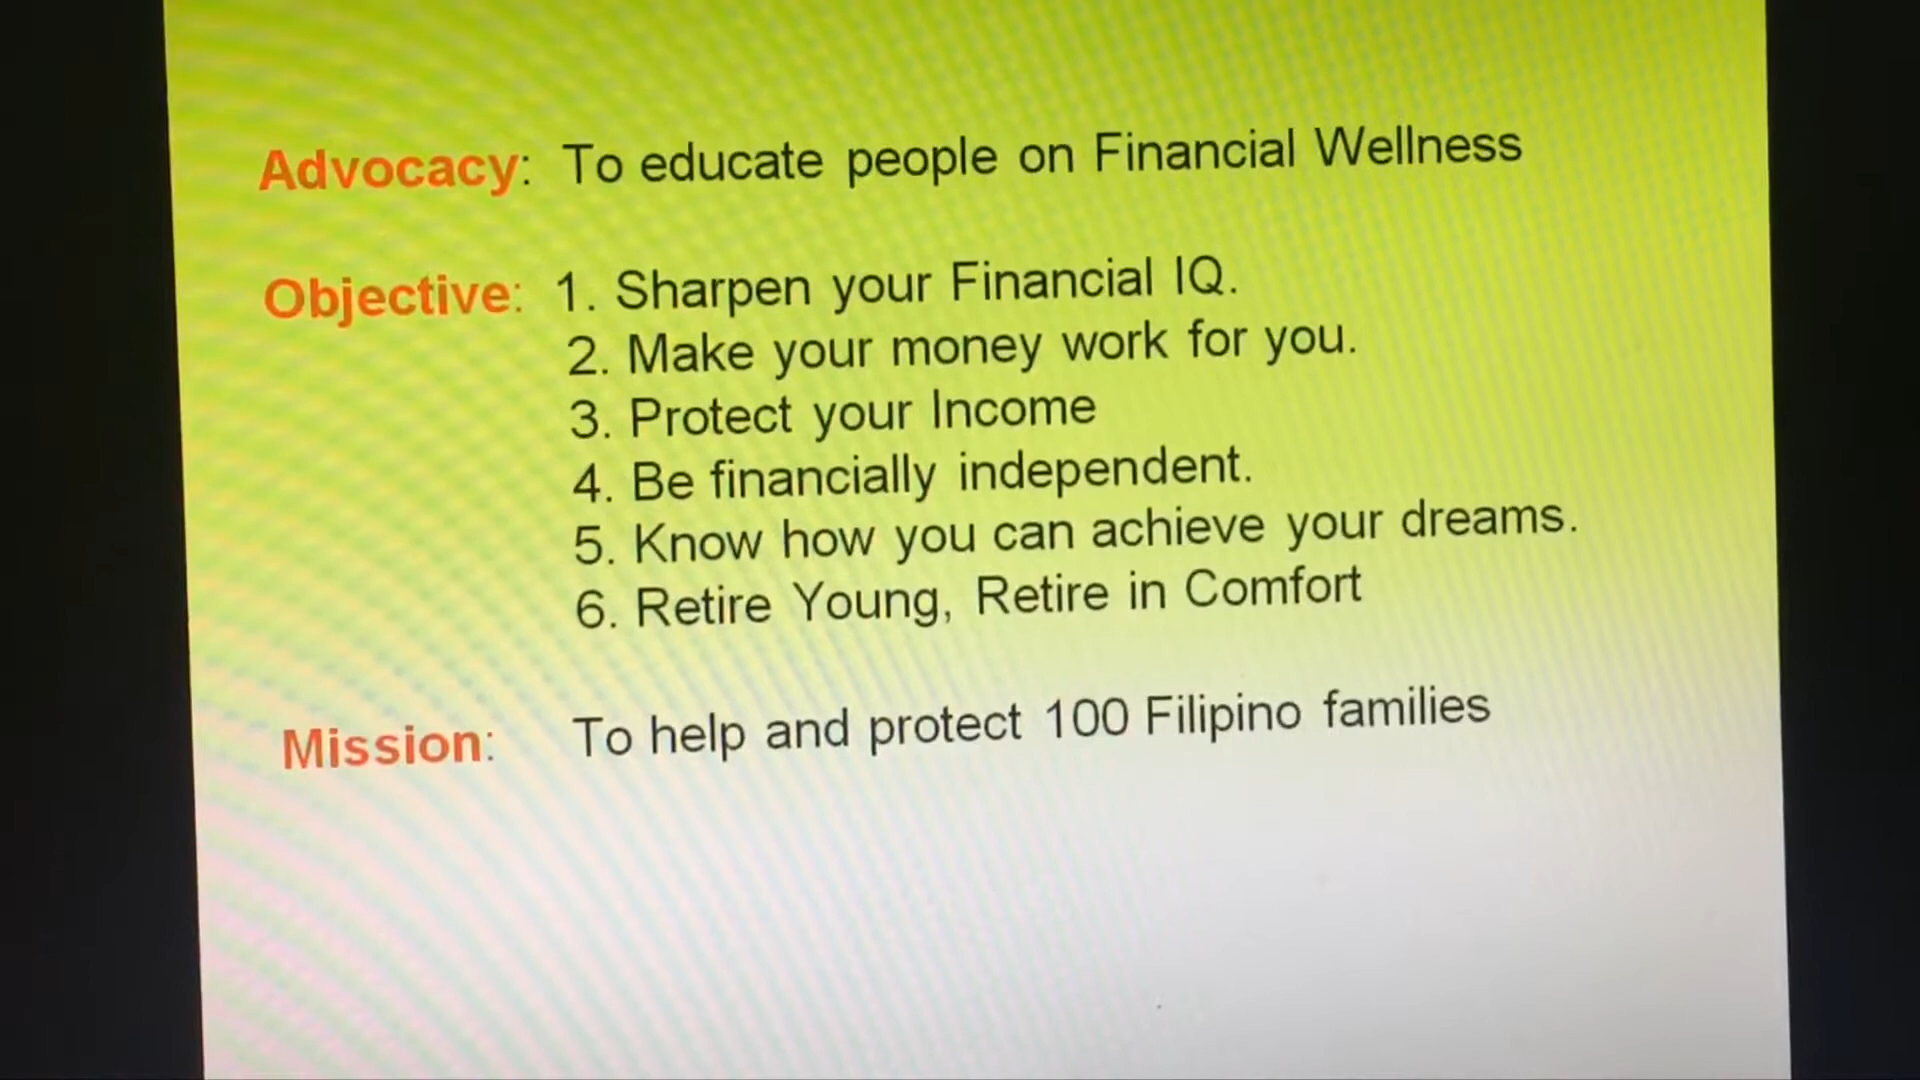 Advocacy: To educate people on Financial Wellness
Objective: 1. Sharpen your Financial IQ.
2. Make your money work for you.
3. Protect your Income
4. Be financially independent.
5. Know how you can achieve your dreams.
6. Retire Young, Retire in Comfort
Mission: To help and protect 100 Filipino families